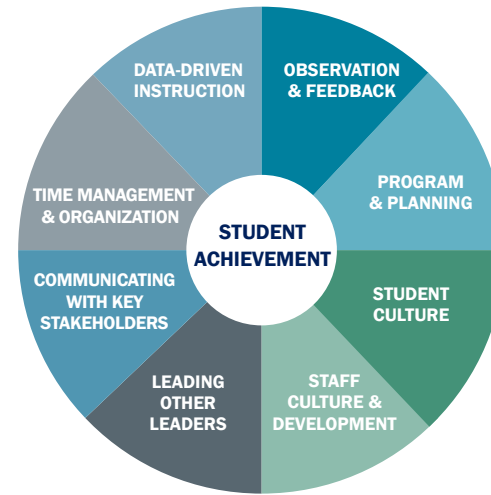 DATA-DRIVEN
INSTRUCTION
OBSERVATION
& FEEDBACK
PROGRAM
& PLANNING
STUDENT
CULTURE
STAFF
CULTURE &
DEVELOPMENT
LEADING
OTHER
LEADERS
COMMUNICATING
WITH KEY
STAKEHOLDERS
TIME MANAGEMENT
& ORGANIZATION
STUDENT
ACHIEVEMENT